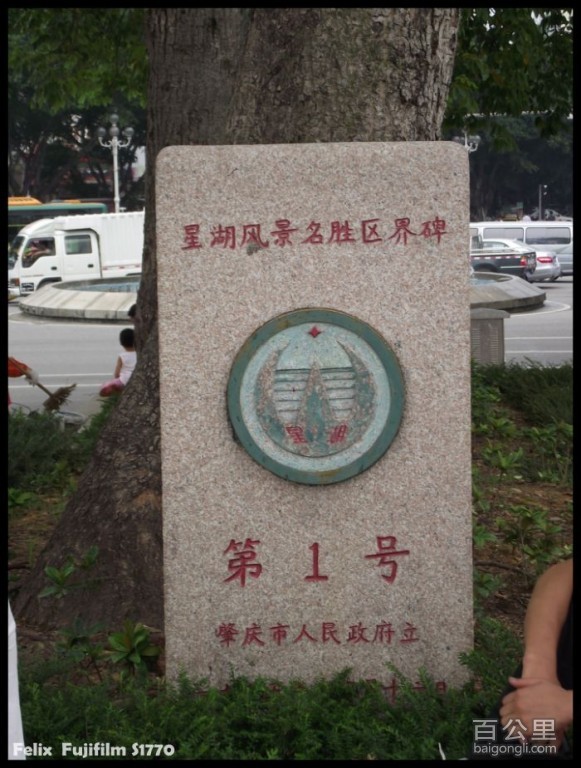 星湖风景名胜区界碑
星湖
第1号
肇庆市人民政府立
Felix Fujifilm S1770
百公里
baigongli.com